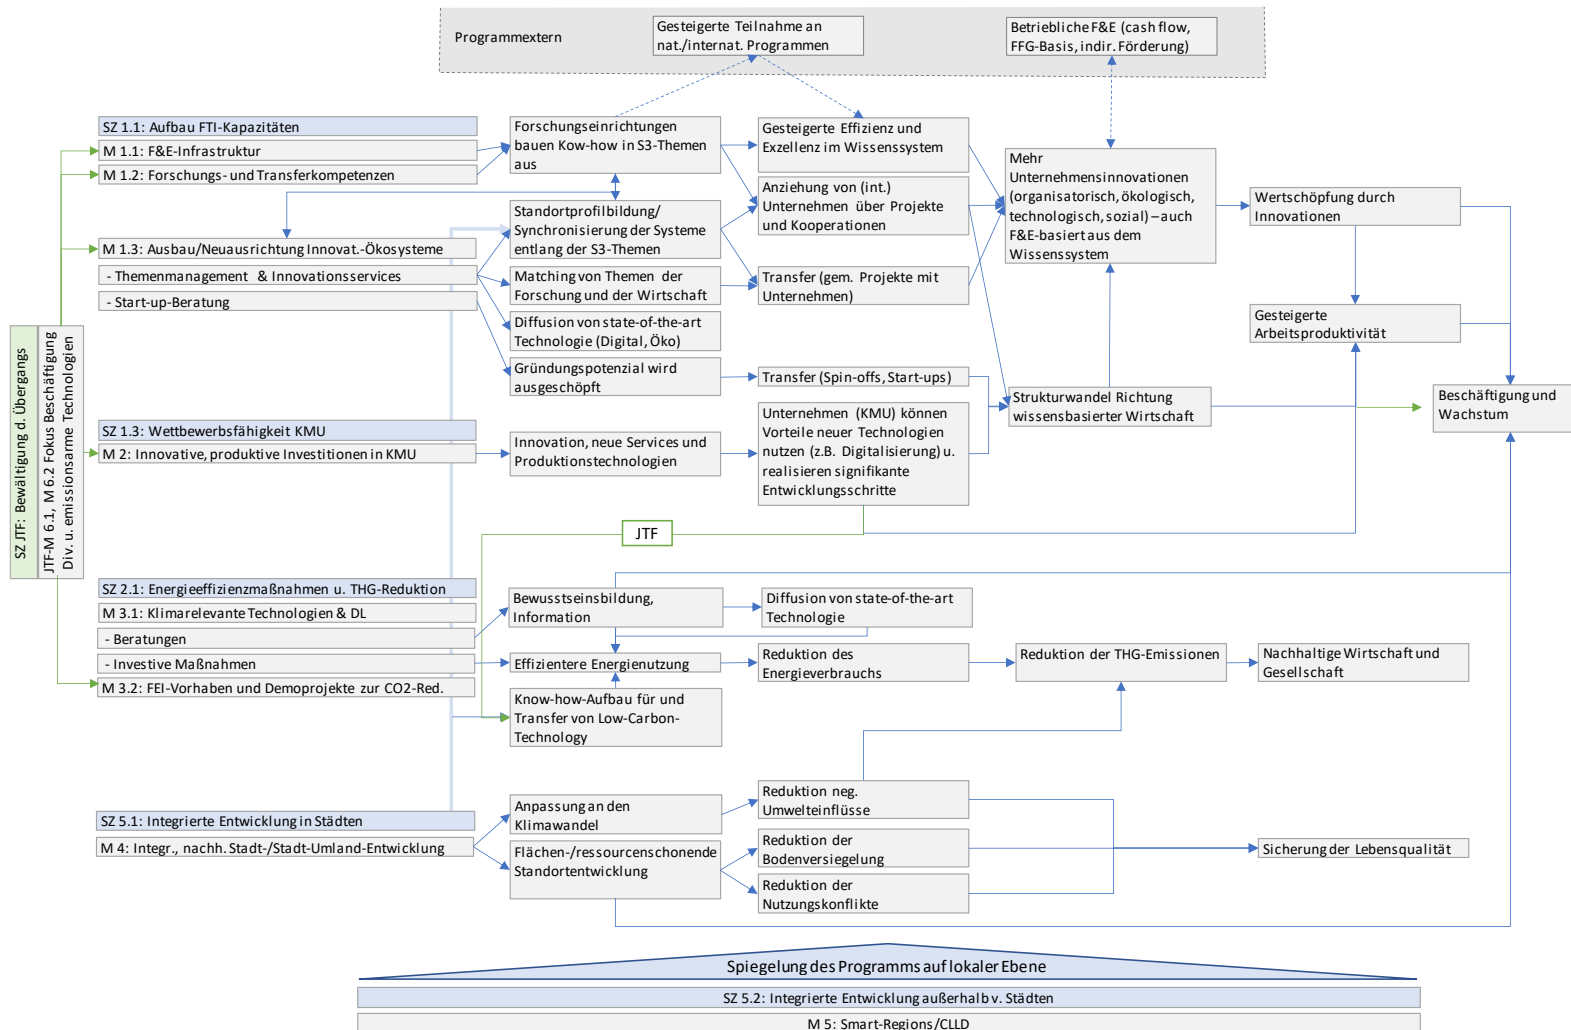 Programmextern
Gesteigerte Teilnahme an
nat./internat. Programmen
Betriebliche F&E (cash flow,
FFG-Basis, indir. Förderung)
SZ 1.1: Aufbau FTI-Kapazitäten
M 1.1: F&E-Infrastruktur
M 1.2: Forschungs- und Transferkompetenzen
M 1.3: Ausbau/Neuausrichtung Innovat.-Ökosysteme
- Themenmanagement & Innovationsservices
- Start-up-Beratung
SZ JTF: Bewältigung d. Übergangs
JTF-M 6.1, M 6.2 Fokus Beschäftigung
Div. u. emissionsarme Technologien
SZ 1.3: Wettbewerbsfähigkeit KMU
M 2: Innovative, produktive Investitionen in KMU
SZ 2.1: Energieeffizienzmaßnahmen u. THG-Reduktion
M 3.1: Klimarelevante Technologien & DL
- Beratungen
- Investive Maßnahmen
M 3.2: FEI-Vorhaben und Demoprojekte zur CO2-Red.
SZ 5.1: Integrierte Entwicklung in Städten
M 4: Integr., nachh. Stadt-/Stadt-Umland-Entwicklung
Forschungseinrichtungen
bauen Kow-how in S3-Themen
aus
Standortprofilbildung/
Synchronisierung der Systeme
entlang der S3-Themen
Matching von Themen der
Forschung und der Wirtschaft
Diffusion von state-of-the-art
Technologie (Digital, Öko)
Gründungspotenzial wird
ausgeschöpft
Innovation, neue Services und
Produktionstechnologien
JTF
Bewusstseinsbildung,
Information
Effizientere Energienutzung
Know-how-Aufbau für und
Transfer von Low-Carbon-
Technology
Anpassung an den
Klimawandel
Flächen-/ressourcenschonende
Standortentwicklung
Gesteigerte Effizienz und
Exzellenz im Wissenssystem
Anziehung von (int.)
Unternehmen über Projekte
und Kooperationen
Transfer (gem. Projekte mit
Unternehmen)
Transfer (Spin-offs, Start-ups)
Unternehmen (KMU) können
Vorteile neuer Technologien
nutzen (z.B. Digitalisierung) u.
realisieren signifikante
Entwicklungsschritte
Diffusion von state-of-the-art
Technologie
Reduktion des
Energieverbrauchs
Reduktion neg.
Umwelteinflüsse
Reduktion der
Bodenversiegelung
Reduktion der
Nutzungskonflikte
Mehr
Unternehmensinnovationen
(organisatorisch, ökologisch,
technologisch, sozial) – auch
F&E-basiert aus dem
Wissenssystem
Strukturwandel Richtung
wissensbasierter Wirtschaft
Reduktion der THG-Emissionen
Wertschöpfung durch
Innovationen
Gesteigerte
Arbeitsproduktivität
Beschäftigung und
Wachstum
Nachhaltige Wirtschaft und
Gesellschaft
Sicherung der Lebensqualität
Spiegelung des Programms auf lokaler Ebene
SZ 5.2: Integrierte Entwicklung außerhalb v. Städten
M 5: Smart-Regions/CLLD